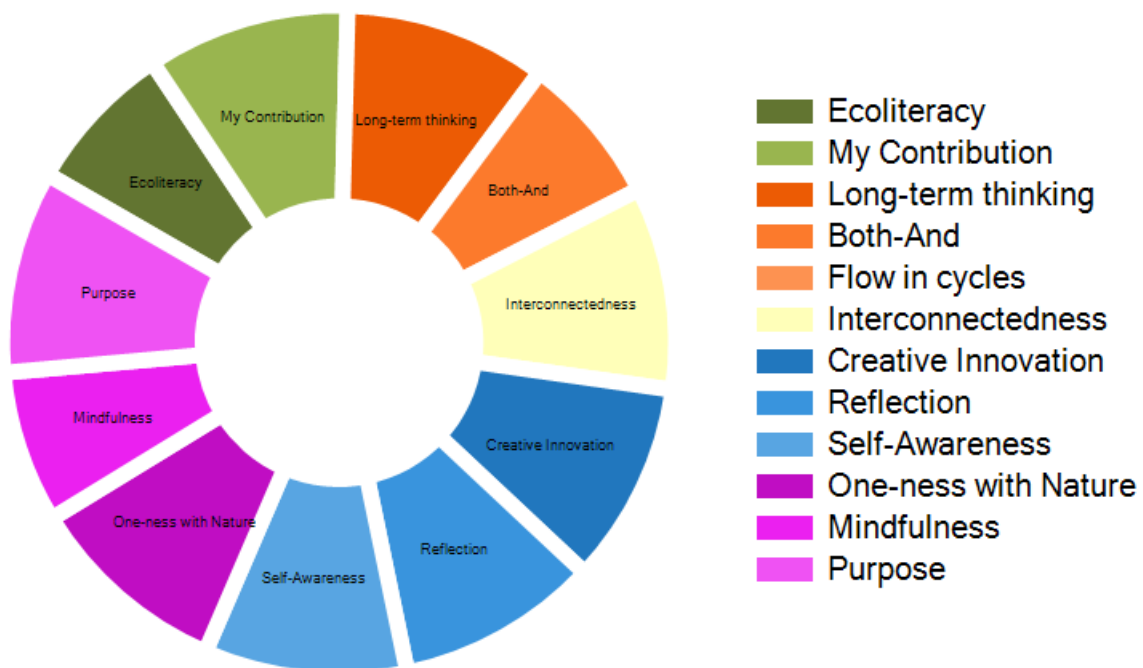 My Contribution
Long-term thinking
Ecoliteracy
Both-And
Purpose
Interconnectedness
Mindfulness
Creative Innovation
One-ness with Nature
Reflection
Self-Awareness
Ecoliteracy
My Contribution
Long-term thinking
Both-And
Flow in cycles
Interconnectedness
Creative Innovation
Reflection
Self-Awareness
One-ness with Nature
Mindfulness
Purpose